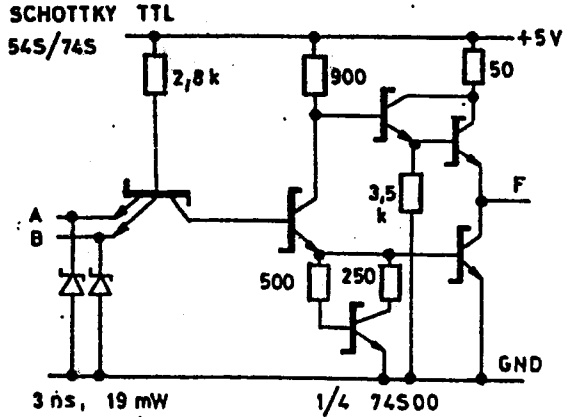 SCHOTTKY TTL
54S/74S
+5V
2,8k
900
50
3,5
k
F
A
B
500
250
GND
3 ns, 19 mW
1/4 74S00